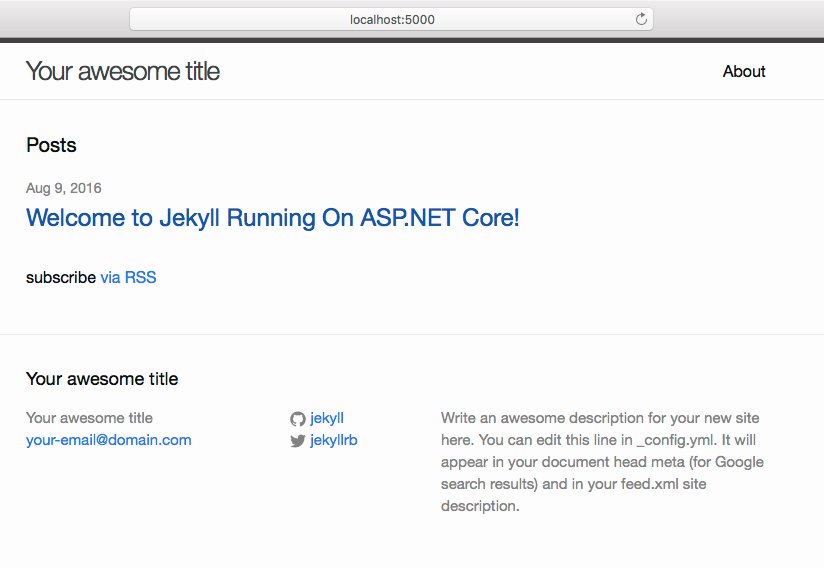 localhost:5000
Your awesome title
About
Posts
Aug 9, 2016
Welcome to Jekyll Running On ASP.NET Core!
subscribe via RSS
Your awesome title
Your awesome title
your-email@domain.com
jekyll
jekyllrb
Write an awesome description for your new site
here. You can edit this line in _config.yml. It will
appear in your document head meta (for Google
search results) and in your feed.xml site
description.